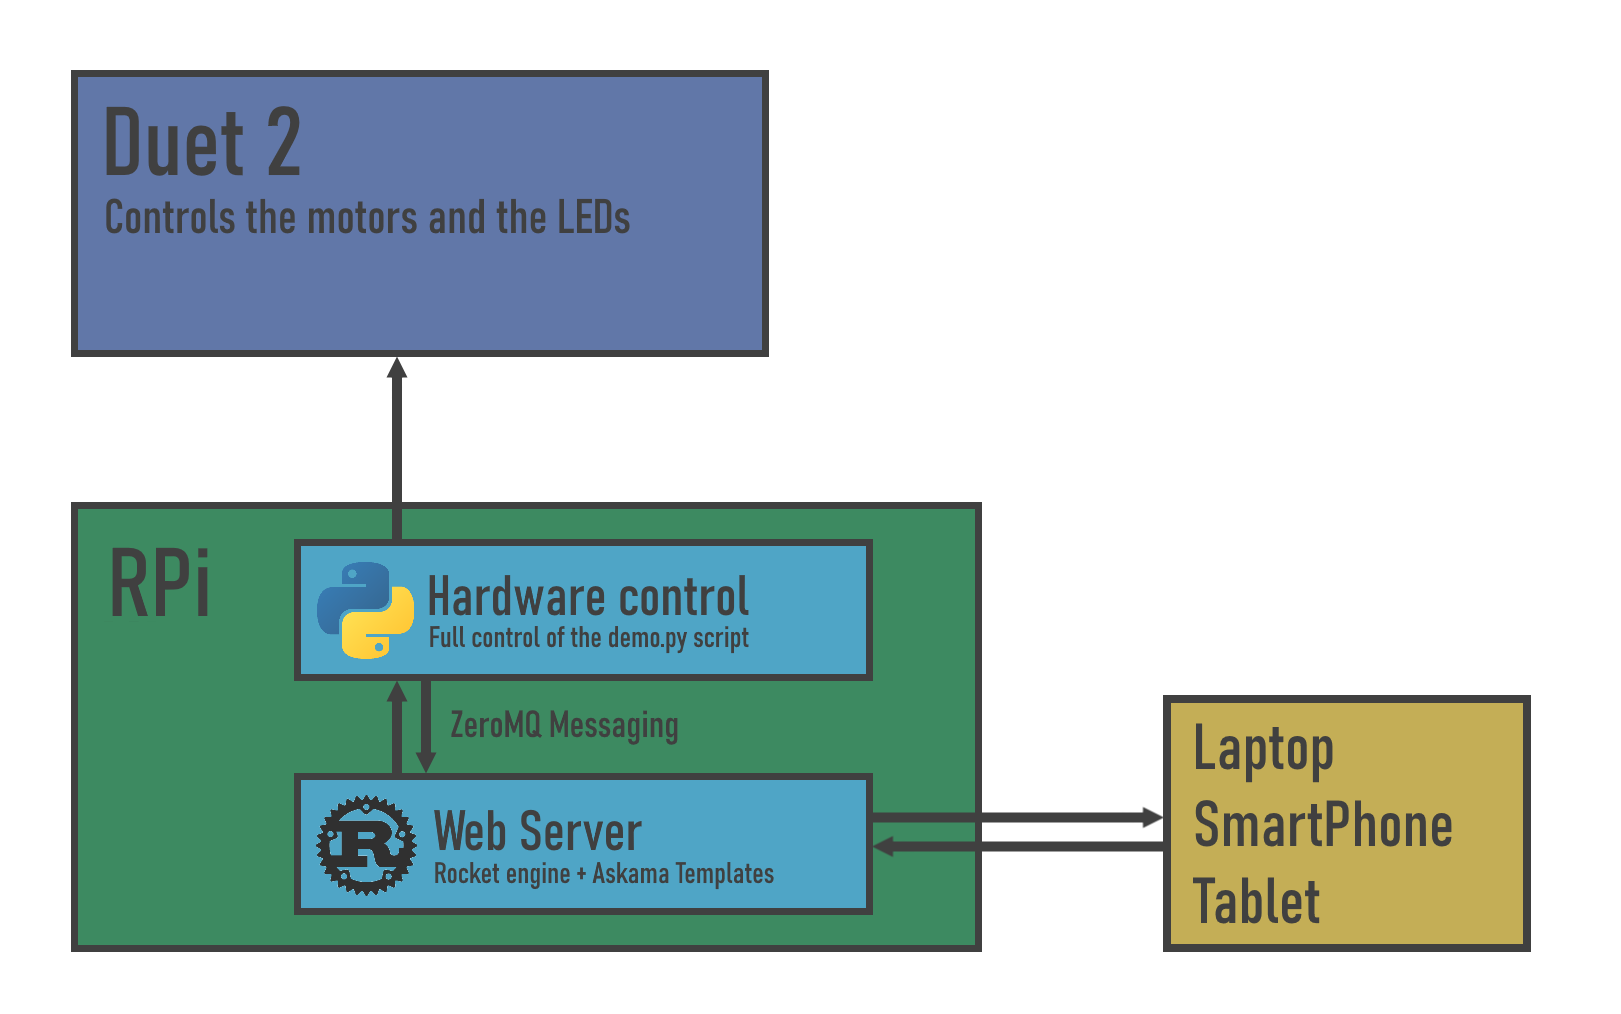 Duet 2
Controls the motors and the LEDs
RPi
Hardware control
Full control of the demo.py script
ZeroMQ Messaging
R
Web Server
Rocket engine + Askama Templates
Laptop
SmartPhone
Tablet